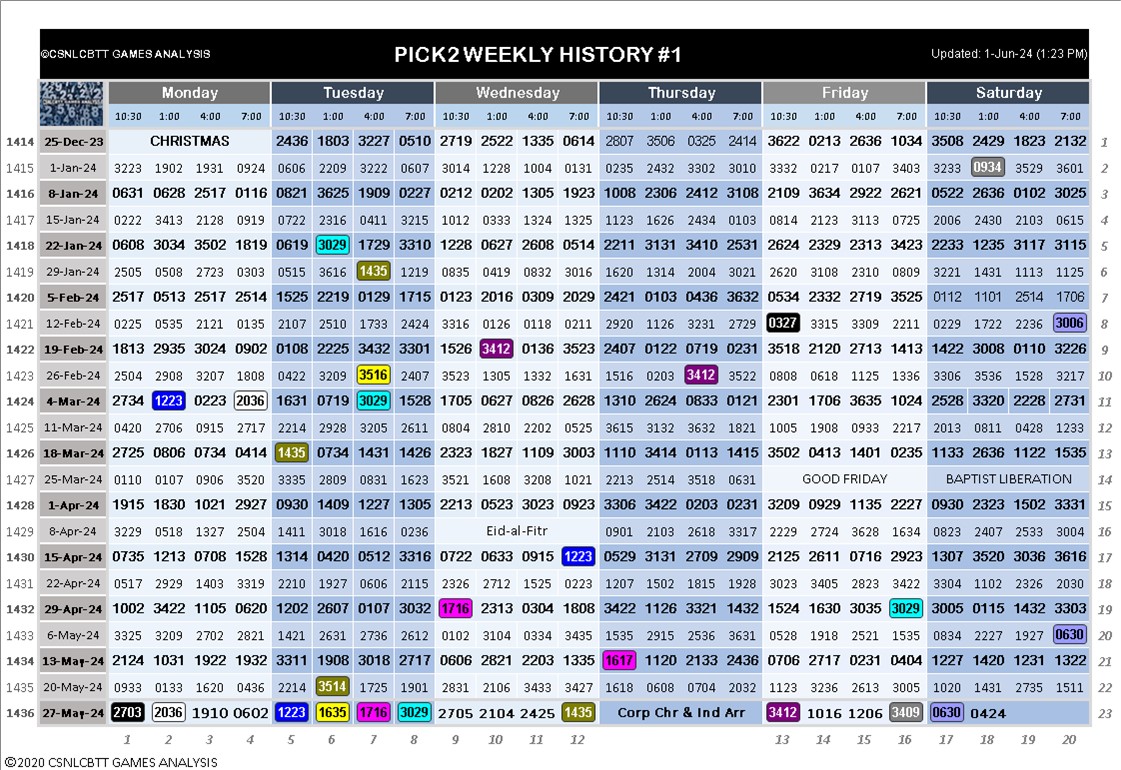 ©CSNLCBTT GAMES ANALYSIS PICK2 WEEKLY HISTORY #1 Updated: 1-Jun-24 (1:23 PM)
Monday Tuesday Wednesday Thursday Friday Saturday
10:30 1:00 4:00 7:00 10:30 1:00 4:00 7:00 10:30 1:00 4:00 7:00 10:30 1:00 4:00 7:00 10:30 1:00 4:00 7:00 10:30 1:00 4:00 7:00
1414 25-Dec-23 CHRISTMAS 2436 1803 3227 0510 2719 2522 1335 0614 2807 3506 0325 2414 3622 0213 2636 1034 3508 2429 1823 2132 1
1415 1-Jan-24 3223 1902 1931 0924 0606 2209 3222 0607 3014 1228 1004 0131 0235 2432 3302 3010 3332 0217 0107 3403 3233 0934 3529 3601 2
1416 8-Jan-24 0631 0628 2517 0116 0821 3625 1909 0227 0212 0202 1305 1923 1008 2306 2412 3108 2109 3634 2922 2621 0522 2636 0102 3025 3
1417 15-Jan-24 0222 3413 2128 0919 0722 2316 0411 3215 1012 0333 1324 1325 1123 1626 2434 0103 0814 2123 3113 0725 2006 2430 2103 0615 4
1418 22-Jan-24 0608 3034 3502 1819 0619 3029 1729 3310 1228 0627 2608 0514 2211 3131 3410 2531 2624 2329 2313 3423 2233 1235 3117 3115 5
1419 29-Jan-24 2505 0508 2723 0303 0515 3616 1435 1219 0835 0419 0832 3016 1620 1314 2004 3021 2620 3108 2310 0809 3221 1431 1113 1125 6
1420 5-Feb-24 2517 0513 2517 2514 1525 2219 0129 1715 0123 2016 0309 2029 2421 0103 0436 3632 0534 2332 2719 3525 0112 1101 2514 1706 7
1421 12-Feb-24 0225 0535 2121 0135 2107 2510 1733 2424 3316 0126 0118 0211 2920 1126 3231 2729 0327 3315 3309 2211 0229 1722 2236 3006 8
1422 19-Feb-24 1813 2935 3024 0902 0108 2225 3432 3301 1526 3412 0136 3523 2407 0122 0719 0231 3518 2120 2713 1413 1422 3008 0110 3226 9
1423 26-Feb-24 2504 2908 3207 1808 0422 3209 3516 2407 3523 1305 1332 1631 1516 0203 3412 3522 0808 0618 1125 1336 3306 3536 1528 3217 10
1424 4-Mar-24 2734 1223 0223 2036 1631 0719 3029 1528 1705 0627 0826 2628 1310 2624 0833 0121 2301 1706 3635 1024 2528 3320 2228 2731 11
1425 11-Mar-24 0420 2706 0915 2717 2214 2928 3205 2611 0804 2810 2202 0525 3615 3132 3632 1821 1005 1908 0933 2217 2013 0811 0428 1233 12
1426 18-Mar-24 2725 0806 0734 0414 1435 0734 1431 1426 2323 1827 1109 3003 1110 3414 0113 1415 3502 0413 1401 0235 1133 2636 1122 1535 13
1427 25-Mar-24 0110 0107 0906 3520 3335 2809 0831 1623 3521 1608 3208 1021 2213 2514 3518 0631 GOOD FRIDAY BAPTIST LIBERATION 14
1428 1-Apr-24 1915 1830 1021 2927 0930 1409 1227 1305 2213 0523 3023 0923 3306 3422 0203 0231 3209 0929 1135 2227 0930 2323 1502 3331 15
1429 8-Apr-24 3229 0518 1327 2504 1411 3018 1616 0236 Eid-al-Fitr 0901 2103 2618 3317 2229 2724 3628 1634 0823 2407 2533 3004 16
1430 15-Apr-24 0735 1213 0708 1528 1314 0420 0512 3316 0722 0633 0915 1223 0529 3131 2709 2909 2125 2611 0716 2923 1307 3520 3036 3616 17
1431 22-Apr-24 0517 2929 1403 3319 2210 1927 0606 2115 2326 2712 1525 0223 1207 1502 1815 1928 3023 3405 2823 3422 3304 1102 2326 2030 18
1432 29-Apr-24 1002 3422 1105 0620 1202 2607 0107 3032 1716 2313 0304 1808 3422 1126 3321 1432 1524 1630 3035 3029 3005 0115 1432 3303 19
1433 6-May-24 3325 3209 2702 2821 1421 2631 2736 2612 0102 3104 0334 3435 1535 2915 2536 3631 0528 1918 2521 1535 0834 2227 1927 0630 20
1434 13-May-24 2124 1031 1922 1932 3311 1908 3018 2717 0606 2821 2203 1335 1617 1120 2133 2436 0706 2717 0231 0404 1227 1420 1231 1322 21
1435 20-May-24 0933 0133 1620 0436 2214 3514 1725 1901 2831 2106 3433 3427 1618 0608 0704 2032 1123 3236 2613 3005 1020 1431 2735 1511 22
1436 27-May-24 2703 2036 1910 0602 1223 1635 1716 3029 2705 2104 2425 1435 Corp Chr & Ind Arr 3412 1016 1206 3409 0630 0424 23
1 2 3 4 5 6 7 8 9 10 11 12 13 14 15 16 17 18 19 20
©2020 CSNLCBTT GAMES ANALYSIS